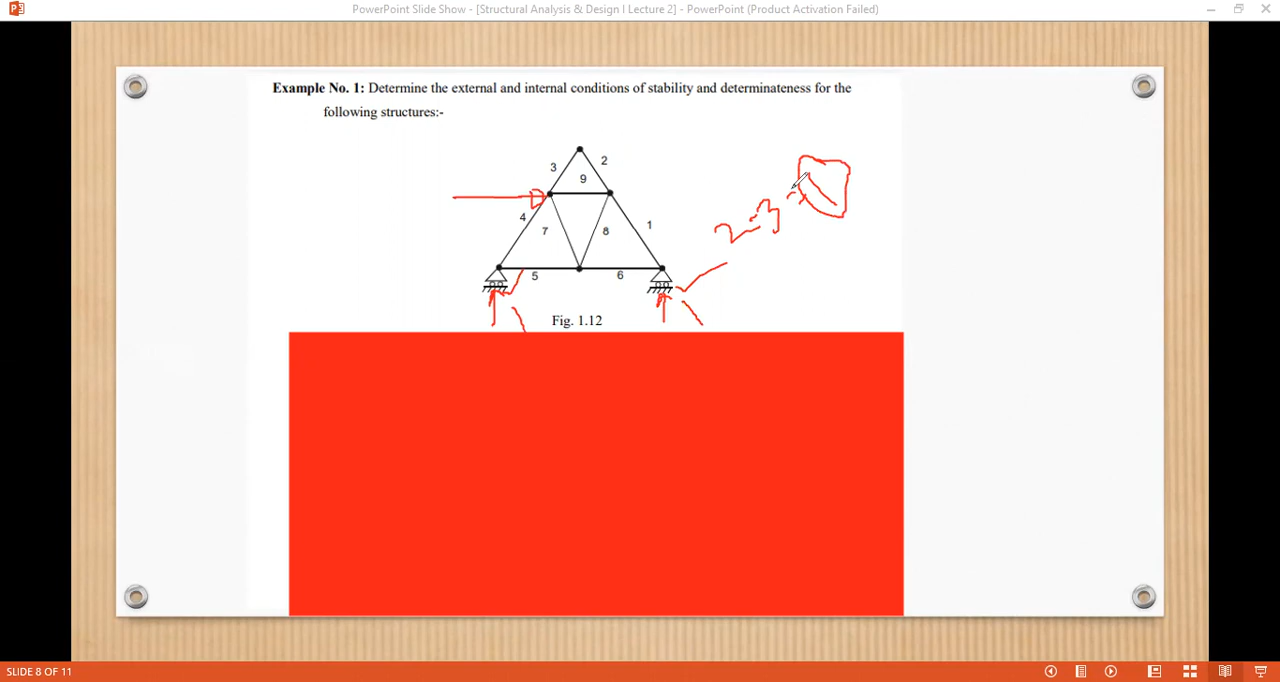 PowerPoint Slide Show - [Structural Analysis & Design I Lecture 2] - PowerPoint (Product Activation Failed)
Example No. 1: Determine the external and internal conditions of stability and determinateness for the
following structures:-
3
2
9
4
7
8
1
5
6
2-3 =
Fig. 1.12
SLIDE 8 OF 11